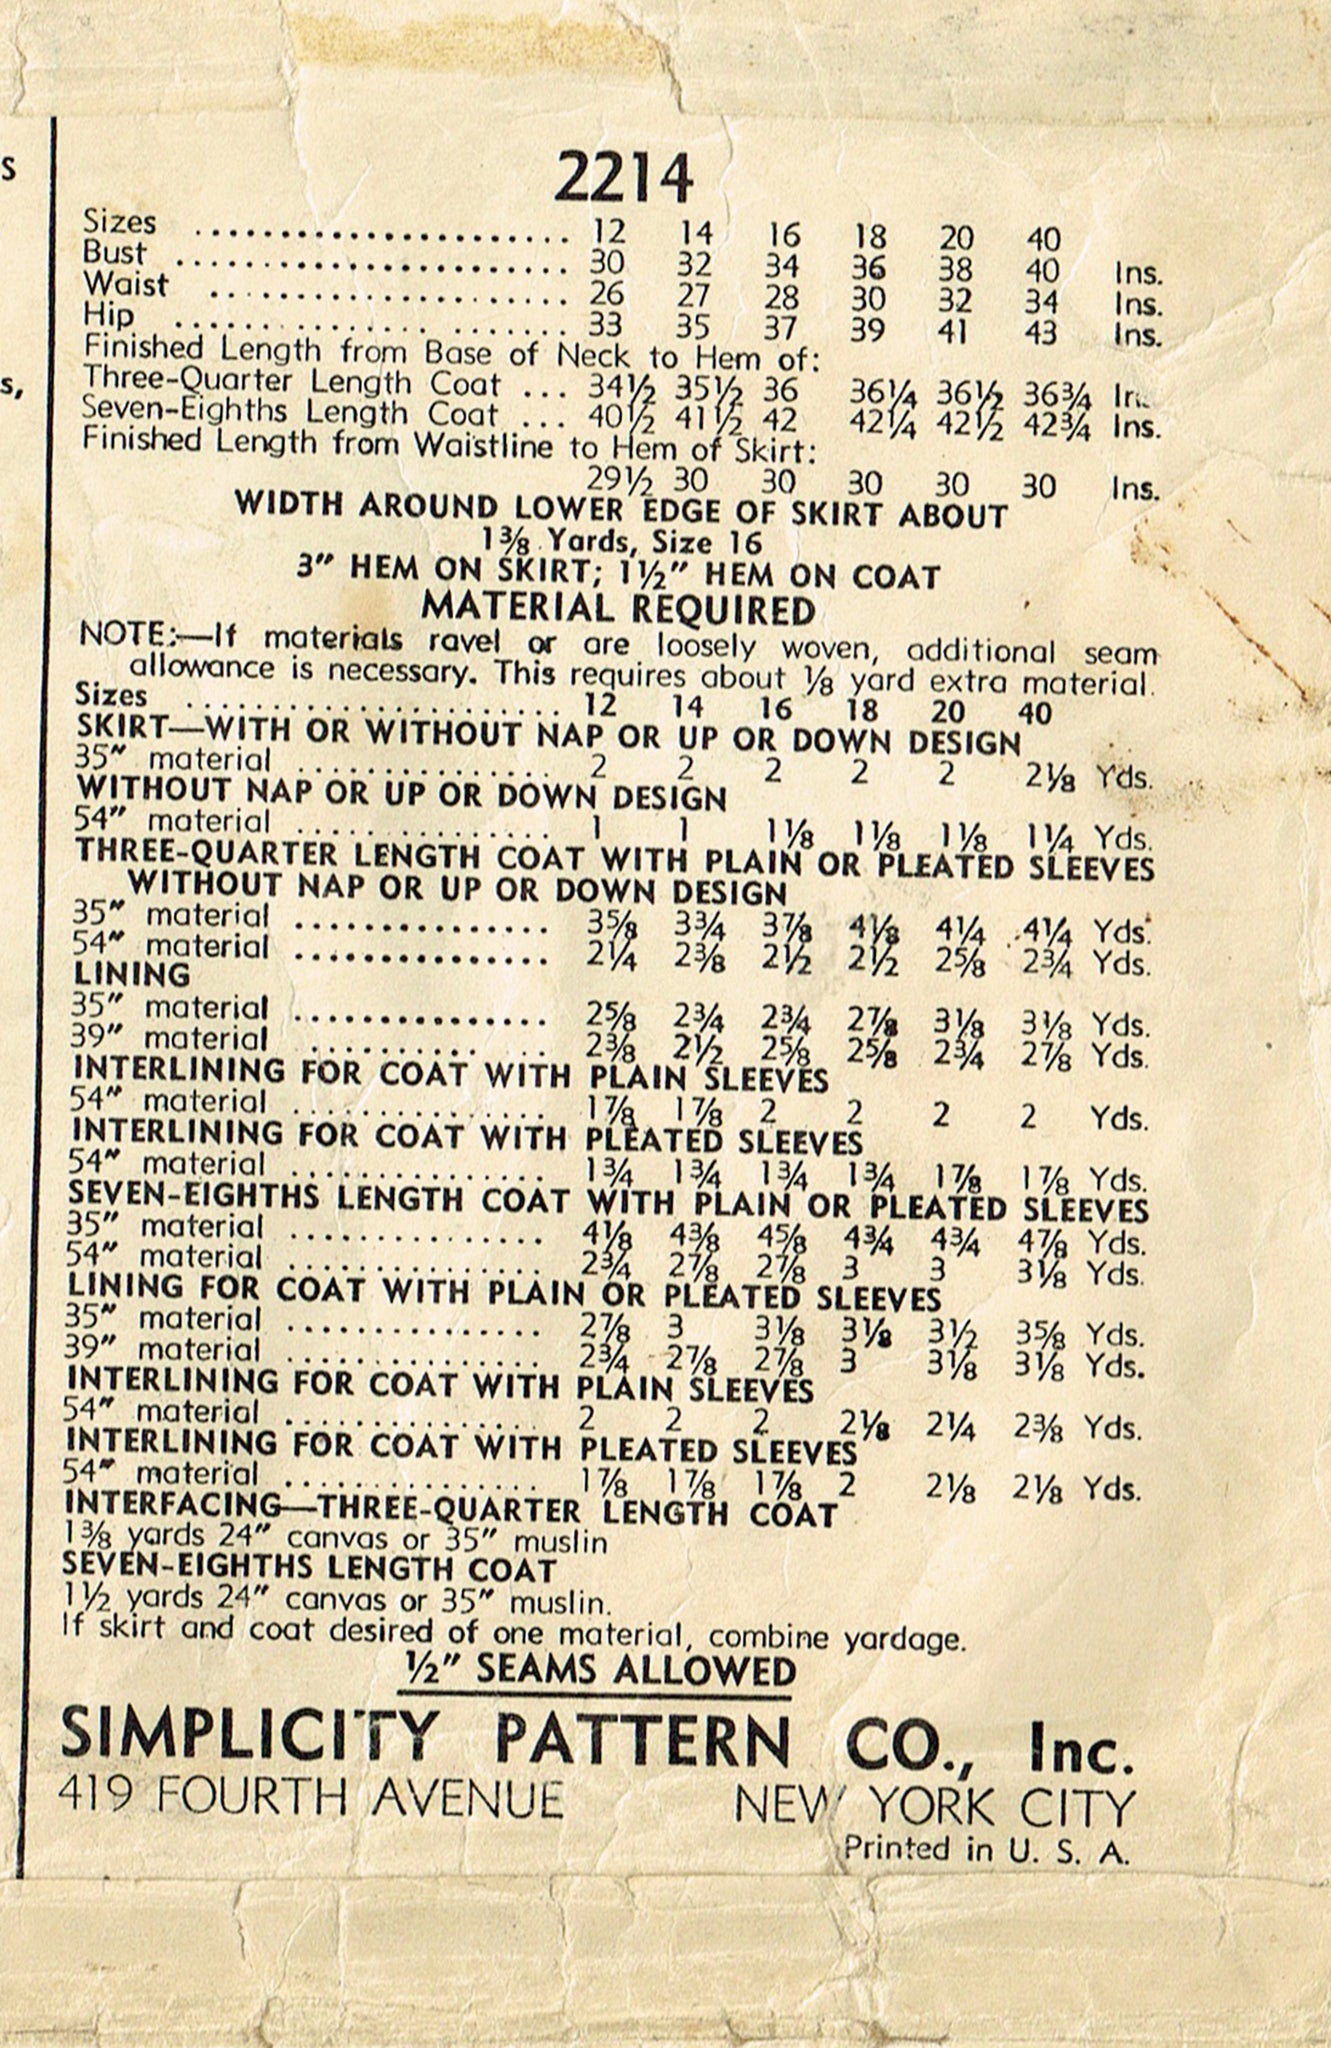 S
s,
2214
Sizes ...................... 12 14 16 18 20 40
Bust ........................ 30 32 34 36 38 40 Ins.
Waist ..................... 26 27 28 30 32 34 Ins.
Hip ............... ....... 33 35 37 39 41 43 Ins.
Finished Length from Base of Neck to Hem of:
Three-Quarter Length Coat ... 34½ 35½ 36 36¼ 36½ 36¾ Ins.
Seven-Eighths Length Coat ... 40½ 41½ 42 42¼ 42½ 42¾ Ins.
Finished Length from Waistline to Hem of Skirt:
29½ 30 30 30 30 30 Ins.
WIDTH AROUND LOWER EDGE OF SKIRT ABOUT
1⅜ Yards, Size 16
3″ HEM ON SKIRT; 1½″ HEM ON COAT
MATERIAL REQUIRED
NOTE:—If materials ravel or are loosely woven, additional seam
allowance is necessary. This requires about ⅛ yard extra material.
Sizes ...................... 12 14 16 18 20 40
SKIRT—WITH OR WITHOUT NAP OR UP OR DOWN DESIGN
35″ material ............... 2 2 2 2 2 2⅛ Yds.
WITHOUT NAP OR UP OR DOWN DESIGN
54″ material ............... 1 1 1⅛ 1⅛ 1⅛ 1¼ Yds.
THREE-QUARTER LENGTH COAT WITH PLAIN OR PLEATED SLEEVES
WITHOUT NAP OR UP OR DOWN DESIGN
35″ material ............... 3⅝ 3¾ 3⅞ 4⅛ 4¼ 4¼ Yds.
54″ material ............... 2¼ 2⅜ 2½ 2½ 2⅝ 2¾ Yds.
LINING
35″ material ............... 2⅝ 2¾ 2¾ 2⅞ 3⅛ 3⅛ Yds.
39″ material .......... .. 2⅜ 2½ 2⅝ 2⅝ 2¾ 2⅞ Yds.
INTERLINING FOR COAT WITH PLAIN SLEEVES
54″ material ............... 1⅞ 1⅞ 2 2 2 2 Yds.
INTERLINING FOR COAT WITH PLEATED SLEEVES
54″ material ............... 1¾ 1¾ 1¾ 1¾ 1⅞ 1⅞ Yds.
SEVEN-EIGHTHS LENGTH COAT WITH PLAIN OR PLEATED SLEEVES
35″ material ............... 4⅛ 4⅜ 4⅝ 4¾ 4¾ 4⅞ Yds.
54″ material ............... 2¾ 2⅞ 2⅞ 3 3 3⅛ Yds.
LINING FOR COAT WITH PLAIN OR PLEATED SLEEVES
35″ material ............... 2⅞ 3 3⅛ 3⅛ 3½ 3⅝ Yds.
39″ material ............... 2¾ 2⅞ 2⅞ 3 3⅛ 3⅛ Yds.
INTERLINING FOR COAT WITH PLAIN SLEEVES
54″ material ............... 2 2 2 2⅛ 2¼ 2⅜ Yds.
INTERLINING FOR COAT WITH PLEATED SLEEVES
54″ material ............... 1⅞ 1⅞ 1⅞ 2 2⅛ 2⅛ Yds.
INTERFACING—THREE-QUARTER LENGTH COAT
1⅜ yards 24″ canvas or 35″ muslin
SEVEN-EIGHTHS LENGTH COAT
1½ yards 24″ canvas or 35″ muslin.
If skirt and coat desired of one material, combine yardage.
½″ SEAMS ALLOWED
SIMPLICITY PATTERN CO., Inc.
419 FOURTH AVENUE NEW YORK CITY
Printed in U. S. A.